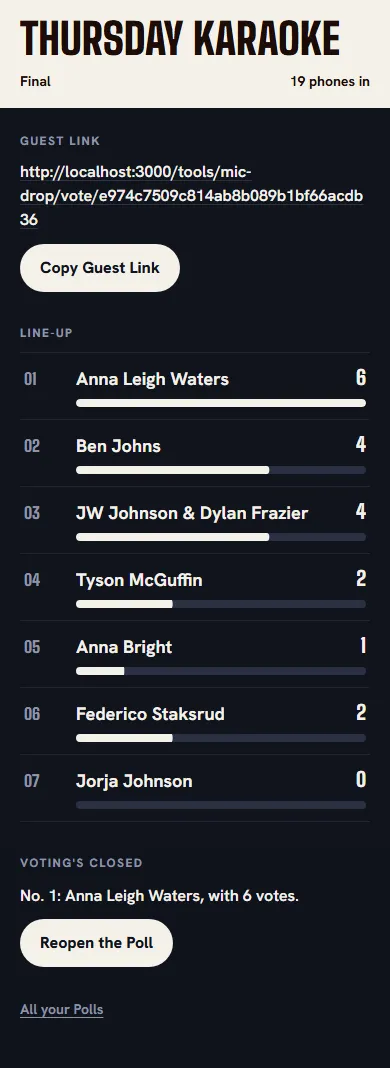 THURSDAY KARAOKE
Final 19 phones in
GUEST LINK
http://localhost:3000/tools/mic-
drop/vote/e974c7509c814ab8b089b1bf66acdb
36
Copy Guest Link
LINE-UP
01 Anna Leigh Waters 6
02 Ben Johns 4
03 JW Johnson & Dylan Frazier 4
04 Tyson McGuffin 2
05 Anna Bright 1
06 Federico Staksrud 2
07 Jorja Johnson 0
VOTING'S CLOSED
No. 1: Anna Leigh Waters, with 6 votes.
Reopen the Poll
All your Polls